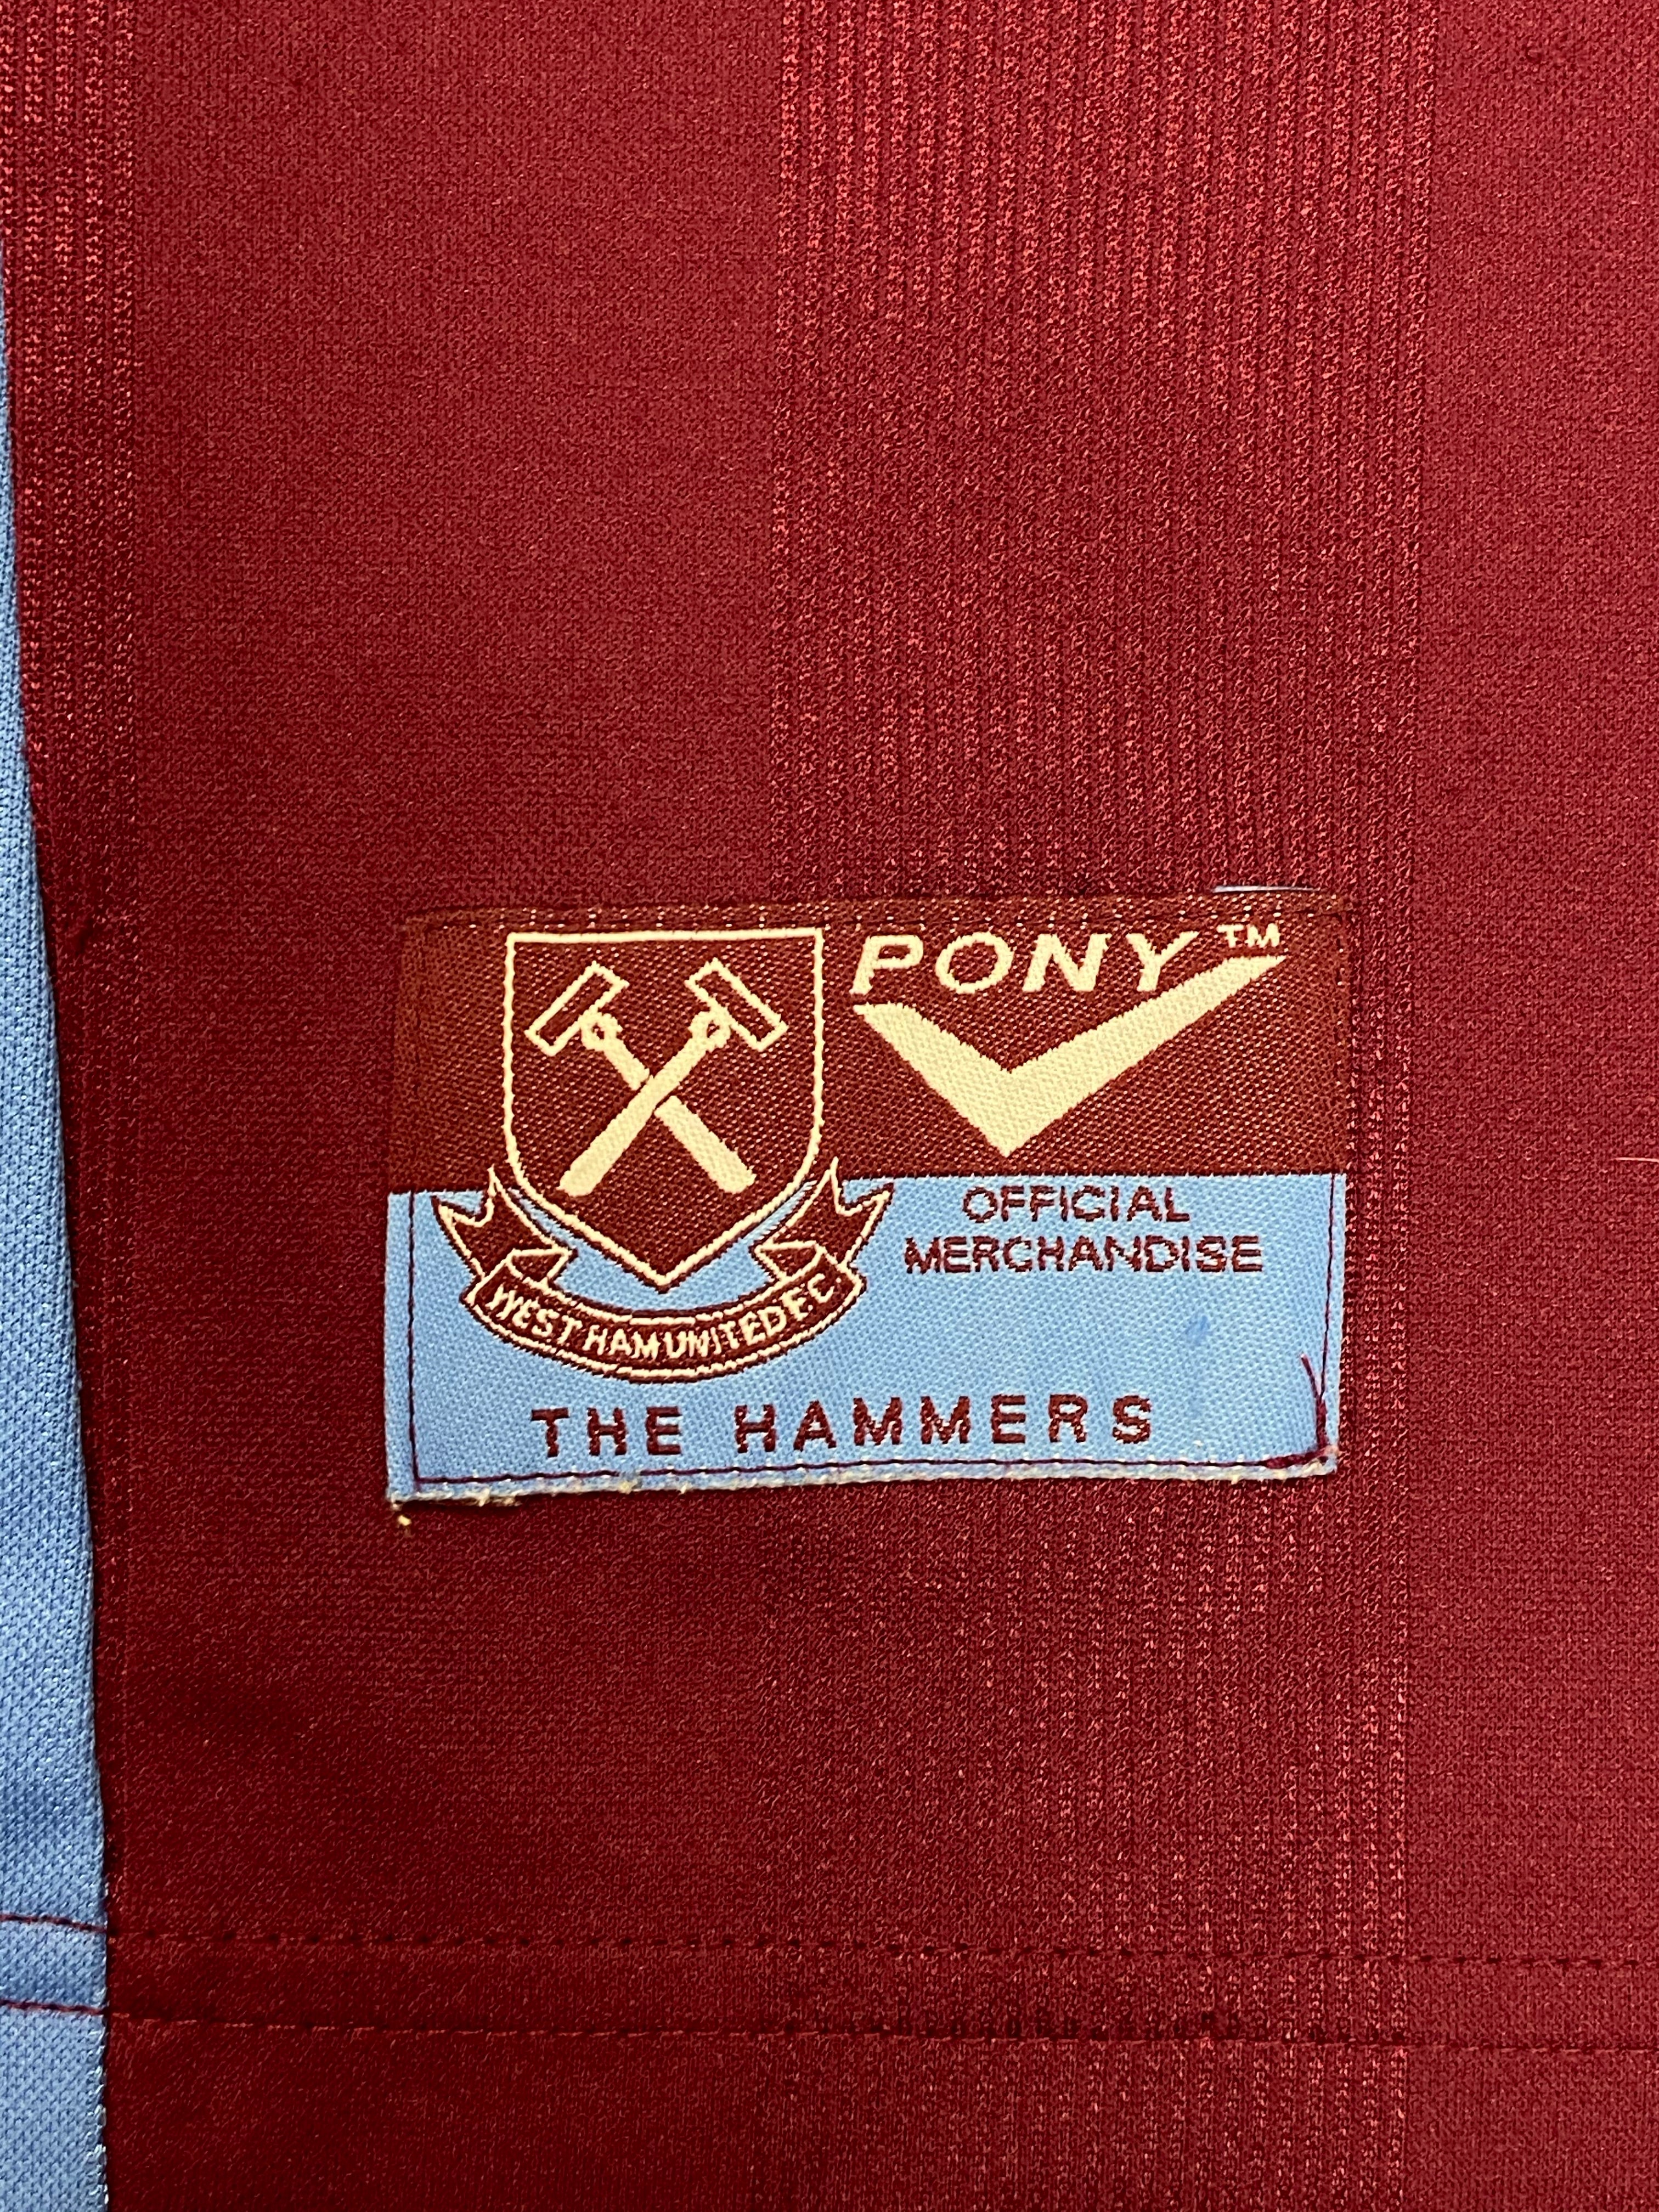 PONY™
OFFICIAL
MERCHANDISE
WEST HAM UNITED F.C.
THE HAMMERS